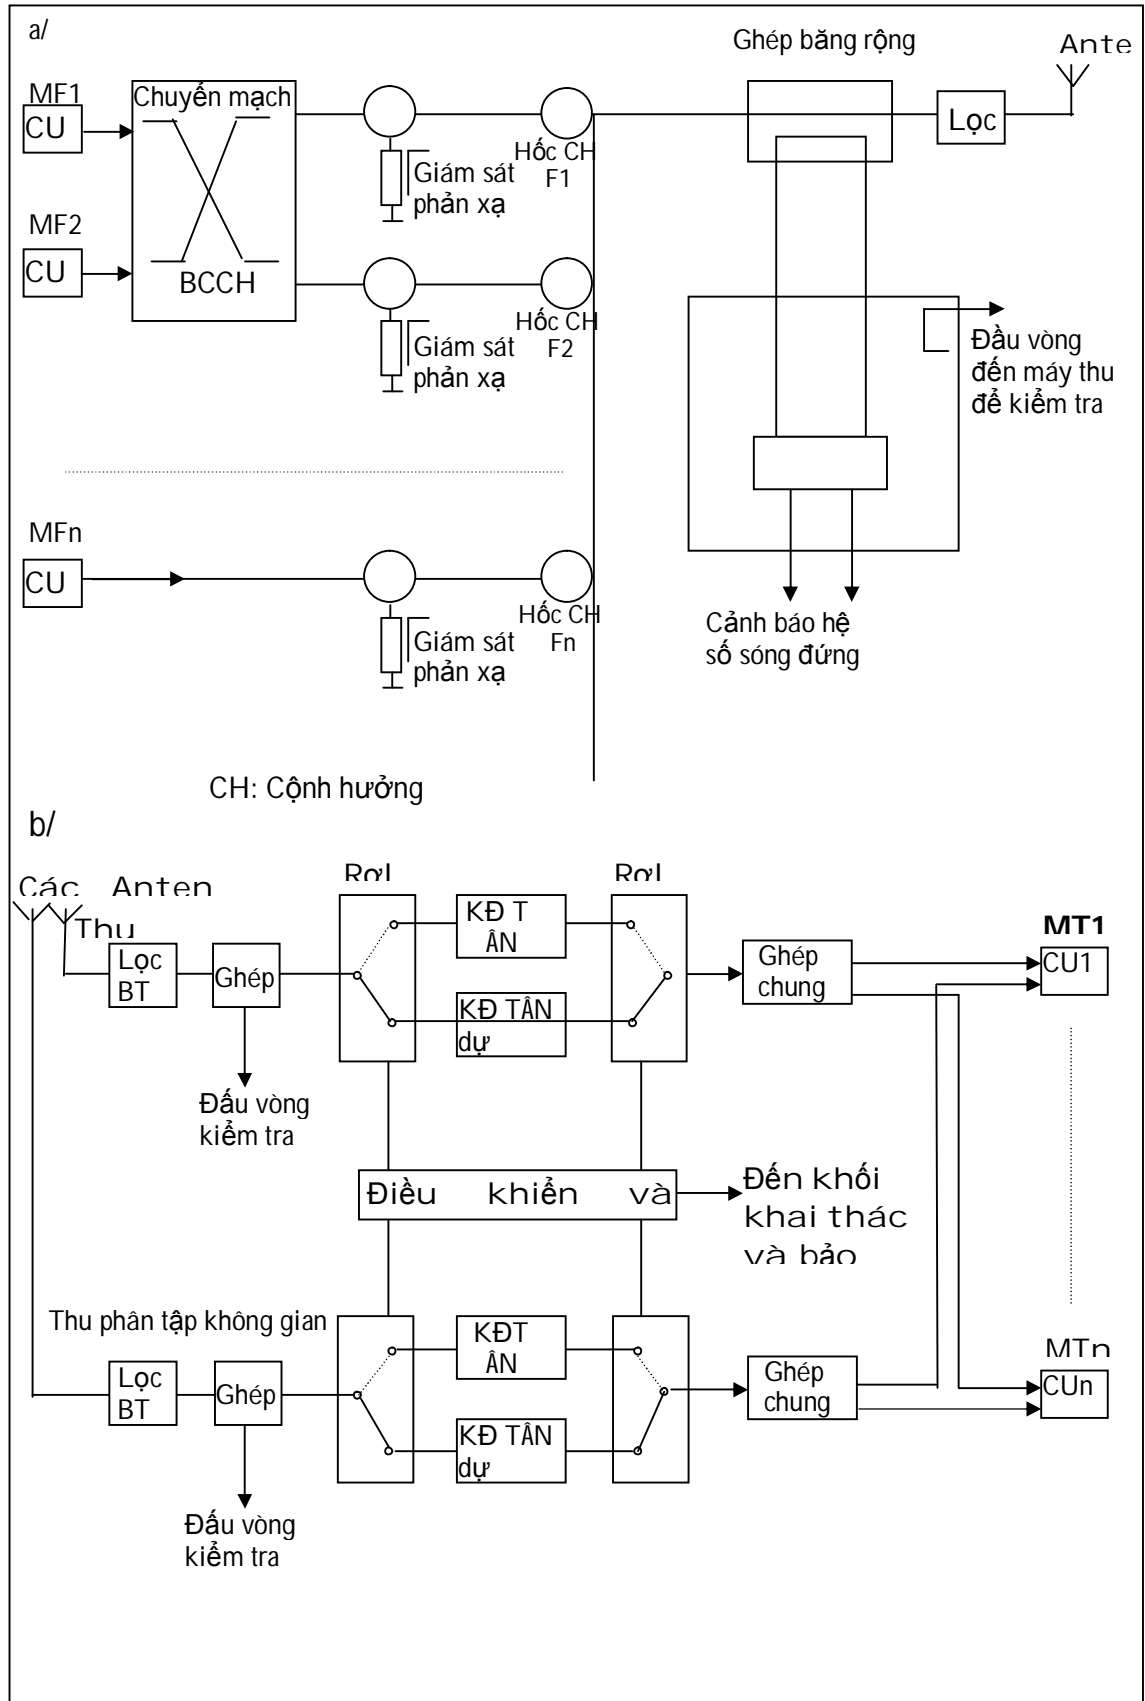 a/
Ghép băng rộng
Ante
MF1
Chuyển mạch
CU
Lọc
Hốc CH
F1
Giám sát
phản xạ
MF2
CU
BCCH
Hốc CH
F2
Giám sát
phản xạ
Đầu vòng
đến máy thu
để kiểm tra
MFn
CU
Hốc CH
Fn
Giám sát
phản xạ
Cảnh báo hệ
số sóng đứng
CH: Cộnh hưởng
b/
Các Anten
Thu
Rơl
Rơl
KĐ T
ÂN
MT1
Lọc
BT
Ghép
Ghép
chung
CU1
KĐ TÂN
dự
Đấu vòng
kiểm tra
Điều khiển và
Đến khối
khai thác
và bảo
Thu phân tập không gian
KĐT
ÂN
MTn
Lọc
BT
Ghép
Ghép
chung
CUn
KĐ TÂN
dự
Đấu vòng
kiểm tra